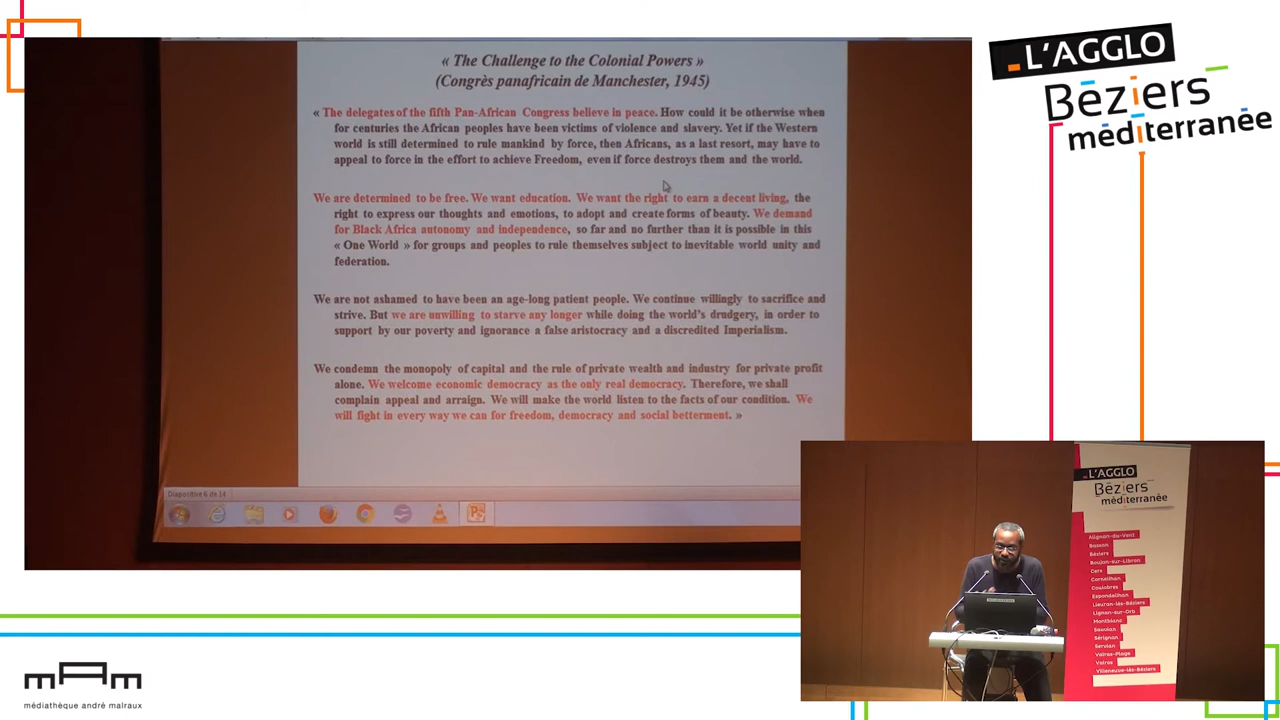 « The Challenge to the Colonial Powers »
(Congrès panafricain de Manchester, 1945)
« The delegates of the fifth Pan-African Congress believe in peace. How could it be otherwise when
for centuries the African peoples have been victims of violence and slavery. Yet if the Western
world is still determined to rule mankind by force, then Africans, as a last resort, may have to
appeal to force in the effort to achieve Freedom, even if force destroys them and the world.
We are determined to be free. We want education. We want the right to earn a decent living, the
right to express our thoughts and emotions, to adopt and create forms of beauty. We demand
for Black Africa autonomy and independence, so far and no further than it is possible in this
« One World » for groups and peoples to rule themselves subject to inevitable world unity and
federation.
We are not ashamed to have been an age-long patient people. We continue willingly to sacrifice and
strive. But we are unwilling to starve any longer while doing the world's drudgery, in order to
support by our poverty and ignorance a false aristocracy and a discredited Imperialism.
We condemn the monopoly of capital and the rule of private wealth and industry for private profit
alone. We welcome economic democracy as the only real democracy. Therefore, we shall
complain appeal and arraign. We will make the world listen to the facts of our condition. We
will fight in every way we can for freedom, democracy and social betterment. »
Diapositive 6 de 14
L'AGGLO
Béziers
méditerranée
L'AGGLO
Béziers
méditerranée
Alignan-du-Vent
Bassan
Béziers
Boujan-sur-Libron
Cers
Corneilhan
Coulobres
Espondeilhan
Lieuran-lès-Béziers
Lignan-sur-Orb
Montblanc
Sauvian
Sérignan
Servian
Valras-Plage
Valros
Villeneuve-lès-Béziers
mAm
médiathèque andré malraux